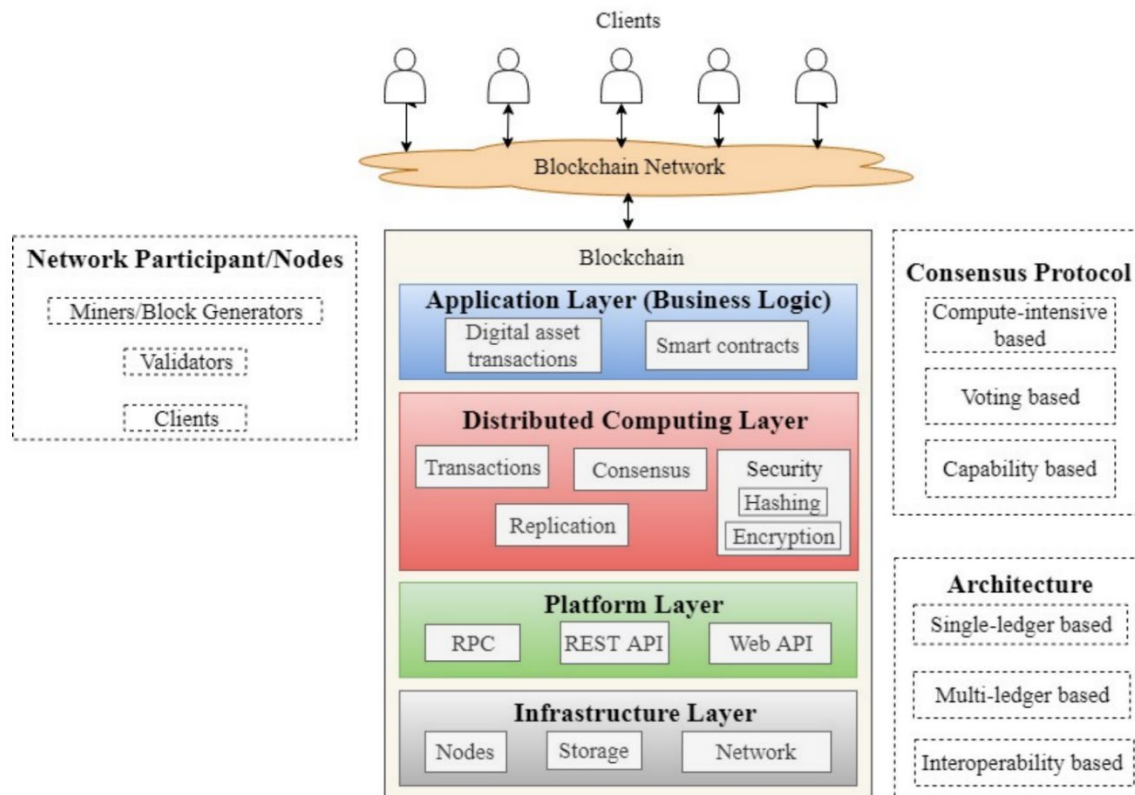 Clients
Blockchain Network
Network Participant/Nodes
Miners/Block Generators
Validators
Clients
Blockchain
Application Layer (Business Logic)
Digital asset
transactions
Smart contracts
Distributed Computing Layer
Transactions
Consensus
Replication
Security
Hashing
Encryption
Platform Layer
RPC
REST API
Web API
Infrastructure Layer
Nodes
Storage
Network
Consensus Protocol
Compute-intensive
based
Voting based
Capability based
Architecture
Single-ledger based
Multi-ledger based
Interoperability based